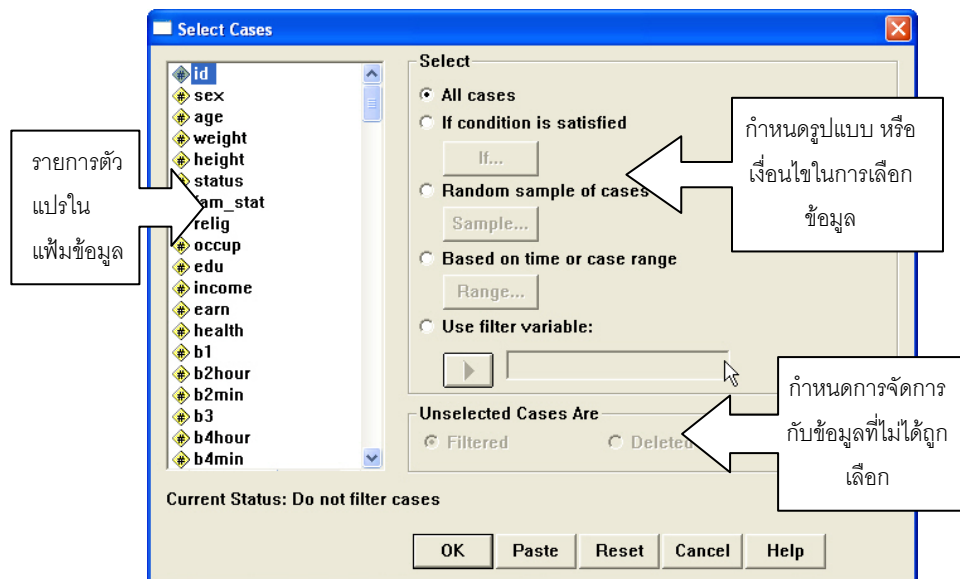 Select Cases
id
sex
age
weight
height
status
fam_stat
relig
occup
edu
income
earn
health
b1
b2hour
b2min
b3
b4hour
b4min
รายการตัว
แปรใน
แฟ้มข้อมูล
Select
All cases
If condition is satisfied
If...
Random sample of cases
Sample...
Based on time or case range
Range...
Use filter variable:
กำหนดรูปแบบ หรือ
เงื่อนไขในการเลือก
ข้อมูล
Unselected Cases Are
Filtered
Deleted
กำหนดการจัดการ
กับข้อมูลที่ไม่ได้ถูก
เลือก
Current Status: Do not filter cases
OK
Paste
Reset
Cancel
Help